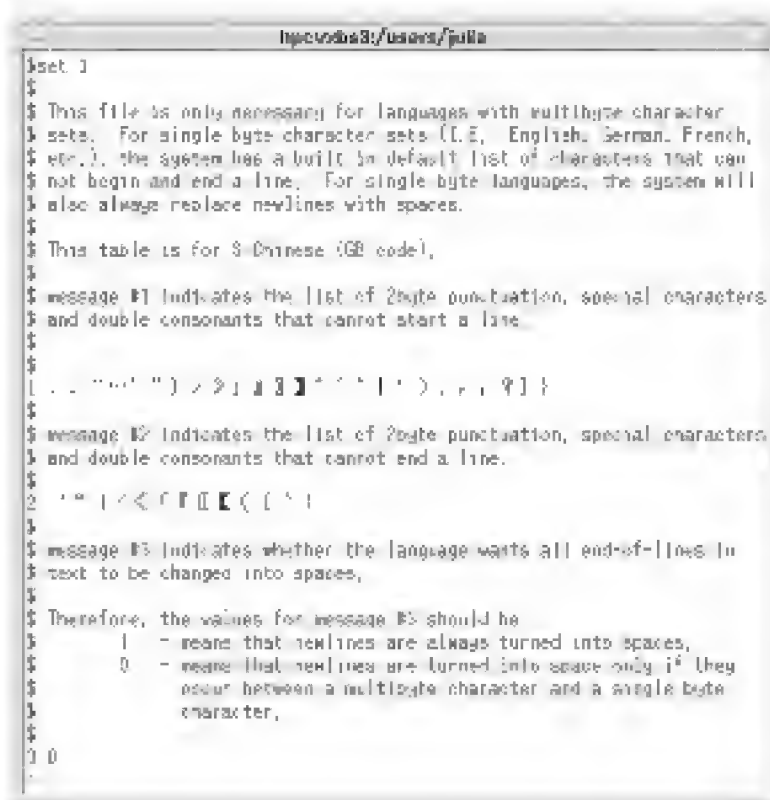 $set 1
$
$ This file is only necessary for languages with multibyte character
$ sets. For single byte character sets (I.E. English, German, French,
$ etc.), the system has a built in default list of characters that can
$ not begin and end a line. For single byte languages, the system will
$ also always replace newlines with spaces.
$
$ This table is for S-Chinese (GB code).
$
$ message #1 indicates the list of 2byte punctuation, special characters
$ and double consonants that cannot start a line
$
$
1
$
$ message #2 indicates the list of 2byte punctuation, special characters
$ and double consonants that cannot end a line.
$
2
$
$ message #3 indicates whether the language wants all end-of-lines in
$ text to be changed into spaces.
$
$ Therefore, the values for message #3 should be
$ 1 - means that newlines are always turned into spaces.
$ 0 - means that newlines are turned into space only if they
$ occur between a multibyte character and a single byte
$ character.
$
3 0